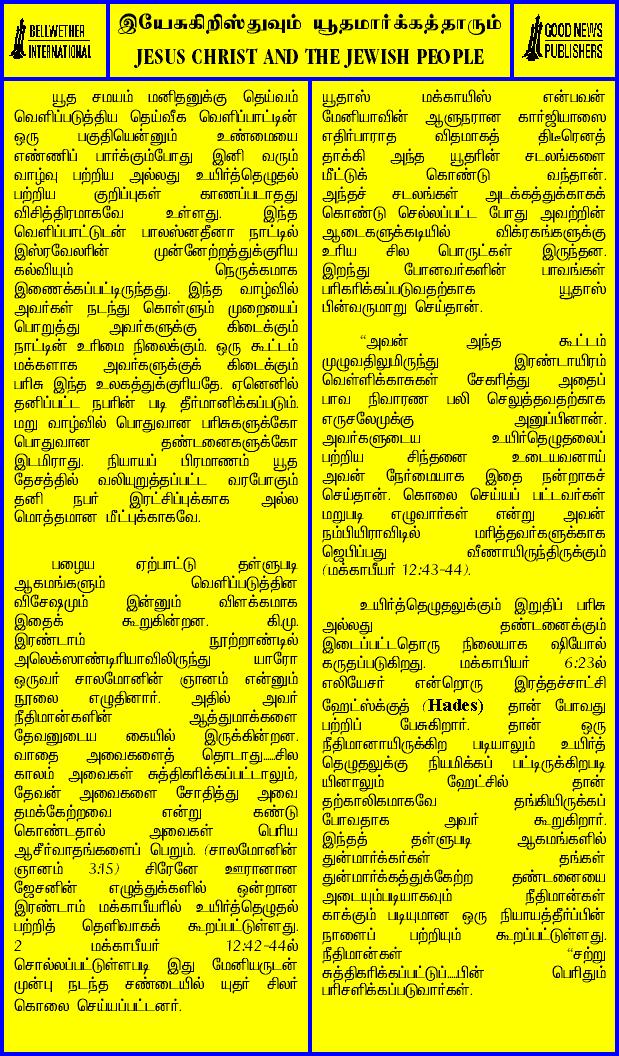 BELLWETHER
INTERNATIONAL
இயேசுகிறிஸ்துவும் யூதமார்க்கத்தாரும்
JESUS CHRIST AND THE JEWISH PEOPLE
GOOD NEWS
PUBLISHERS
யூத சமயம் மனிதனுக்கு தெய்வம்
வெளிப்படுத்திய தெய்வீக வெளிப்பாட்டின்
ஒரு பகுதியென்னும் உண்மையை
எண்ணிப் பார்க்கும்போது இனி வரும்
வாழ்வு பற்றிய அல்லது உயிர்த்தெழுதல்
பற்றிய குறிப்புகள் காணப்படாதது
விசித்திரமாகவே உள்ளது. இந்த
வெளிப்பாட்டுடன் பாலஸ்னதீனா நாட்டில்
இஸ்ரவேலரின் முன்னேற்றத்துக்குரிய
கல்வியும் நெருக்கமாக
இணைக்கப்பட்டிருந்தது. இந்த வாழ்வில்
அவர்கள் நடந்து கொள்ளும் முறையைப்
பொறுத்து அவர்களுக்கு கிடைக்கும்
நாட்டின் உரிமை நிலைக்கும். ஒரு கூட்டம்
மக்களாக அவர்களுக்குக் கிடைக்கும்
பரிசு இந்த உலகத்துக்குரியதே. ஏனெனில்
தனிப்பட்ட நபரின் படி தீர்மானிக்கப்படும்.
மறு வாழ்வில் பொதுவான பரிசுகளுக்கோ
பொதுவான தண்டனைகளுக்கோ
இடமிராது. நியாயப் பிரமாணம் யூத
தேசத்தில் வலியுறுத்தப்பட்ட வரபோகும்
தனி நபர் இரட்சிப்புக்காக அல்ல
மொத்தமான மீட்புக்காகவே.
பழைய ஏற்பாட்டு தள்ளுபடி
ஆகமங்களும் வெளிப்படுத்தின
விசேஷமும் இன்னும் விளக்கமாக
இதைக் கூறுகின்றன. கி.மு.
இரண்டாம் நூற்றாண்டில்
அலெக்ஸாண்டிரியாவிலிருந்து யாரோ
ஒருவர் சாலமோனின் ஞானம் என்னும்
நூலை எழுதினார். அதில் அவர்
நீதிமான்களின் ஆத்துமாக்களை
தேவனுடைய கையில் இருக்கின்றன.
வாதை அவைகளைத் தொடாது.....சில
காலம் அவைகள் சுத்திகரிக்கப்பட்டாலும்,
தேவன் அவைகளை சோதித்து அவை
தமக்கேற்றவை என்று கண்டு
கொண்டதால் அவைகள் பெரிய
ஆசீர்வாதங்களைப் பெறும். (சாலமோனின்
ஞானம் 3:15) சிரேனே ஊரானான
ஜேசனின் எழுத்துக்களில் ஒன்றான
இரண்டாம் மக்காபீயரில் உயிர்த்தெழுதல்
பற்றித் தெளிவாகக் கூறப்பட்டுள்ளது.
2 மக்காபீயர் 12:42-44ல்
சொல்லப்பட்டுள்ளபடி இது மேனியருடன்
முன்பு நடந்த சண்டையில் யுதர் சிலர்
கொலை செய்யப்பட்டனர்.
யூதாஸ் மக்காயிஸ் என்பவன்
மேனியாவின் ஆளுநரான கார்ஜியாஸை
எதிர்பாராத விதமாகத் திடீரெனத்
தாக்கி அந்த யூதரின் சடலங்களை
மீட்டுக் கொண்டு வந்தான்.
அந்தச் சடலங்கள் அடக்கத்துக்காகக்
கொண்டு செல்லப்பட்ட போது அவற்றின்
ஆடைகளுக்கடியில் விக்ரகங்களுக்கு
உரிய சில பொருட்கள் இருந்தன.
இறந்து போனவர்களின் பாவங்கள்
பரிகரிக்கப்படுவதற்காக யூதாஸ்
பின்வருமாறு செய்தான்.
“அவன் அந்த கூட்டம்
முழுவதிலுமிருந்து இரண்டாயிரம்
வெள்ளிக்காசுகள் சேகரித்து அதைப்
பாவ நிவாரண பலி செலுத்தவதற்காக
எருசலேமுக்கு அனுப்பினான்.
அவர்களுடைய உயிர்தெழுதலைப்
பற்றிய சிந்தனை உடையவனாய்
அவன் நேர்மையாக இதை நன்றாகச்
செய்தான். கொலை செய்யப் பட்டவர்கள்
மறுபடி எழுவார்கள் என்று அவன்
நம்பியிராவிடில் மரித்தவர்களுக்காக
ஜெபிப்பது வீணாயிருந்திருக்கும்
(மக்காபீயர் 12:43-44).
உயிர்த்தெழுதலுக்கும் இறுதிப் பரிசு
அல்லது தண்டனைக்கும்
இடைப்பட்டதொரு நிலையாக ஷியோல்
கருதப்படுகிறது. மக்காபியர் 6:23ல்
எலியேசர் என்றொரு இரத்தச்சாட்சி
ஹேட்ஸ்க்குத் (Hades) தான் போவது
பற்றிப் பேசுகிறார். தான் ஒரு
நீதிமானாயிருக்கிற படியாலும் உயிர்த்
தெழுதலுக்கு நியமிக்கப் பட்டிருக்கிறபடி
யினாலும் ஹேட்சில் தான்
தற்காலிகமாகவே தங்கியிருக்கப்
போவதாக அவர் கூறுகிறார்.
இந்தத் தள்ளுபடி ஆகமங்களில்
துன்மார்க்கர்கள் தங்கள்
துன்மார்க்கத்துக்கேற்ற தண்டனையை
அடையும்படியாகவும் நீதிமான்கள்
காக்கும் படியுமான ஒரு நியாயத்தீர்ப்பின்
நாளைப் பற்றியும் கூறப்பட்டுள்ளது.
நீதிமான்கள் “சற்று
சுத்திகரிக்கப்பட்டுப்....பின் பெரிதும்
பரிசளிக்கப்படுவார்கள்.